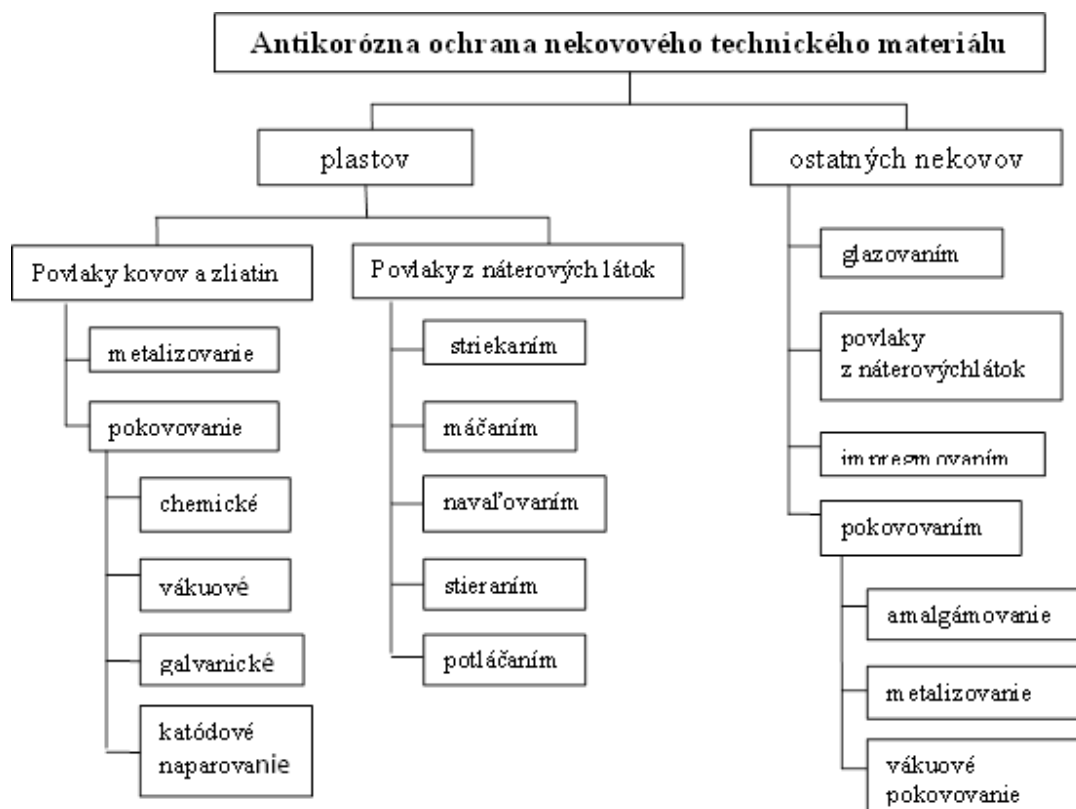 Antikorózna ochrana nekovového technického materiálu
plastov
ostatných nekovov
Povlaky kovov a zliatin
metalizovanie
pokovovanie
chemické
vákuové
galvanické
katódové
naparovanie
Povlaky z náterových látok
striekaním
máčaním
navaľovaním
stieraním
potláčaním
glazovaním
povlaky
z náterovýchlátok
impregmovaním
pokovovaním
amalgámovanie
metalizovanie
vákuové
pokovovanie